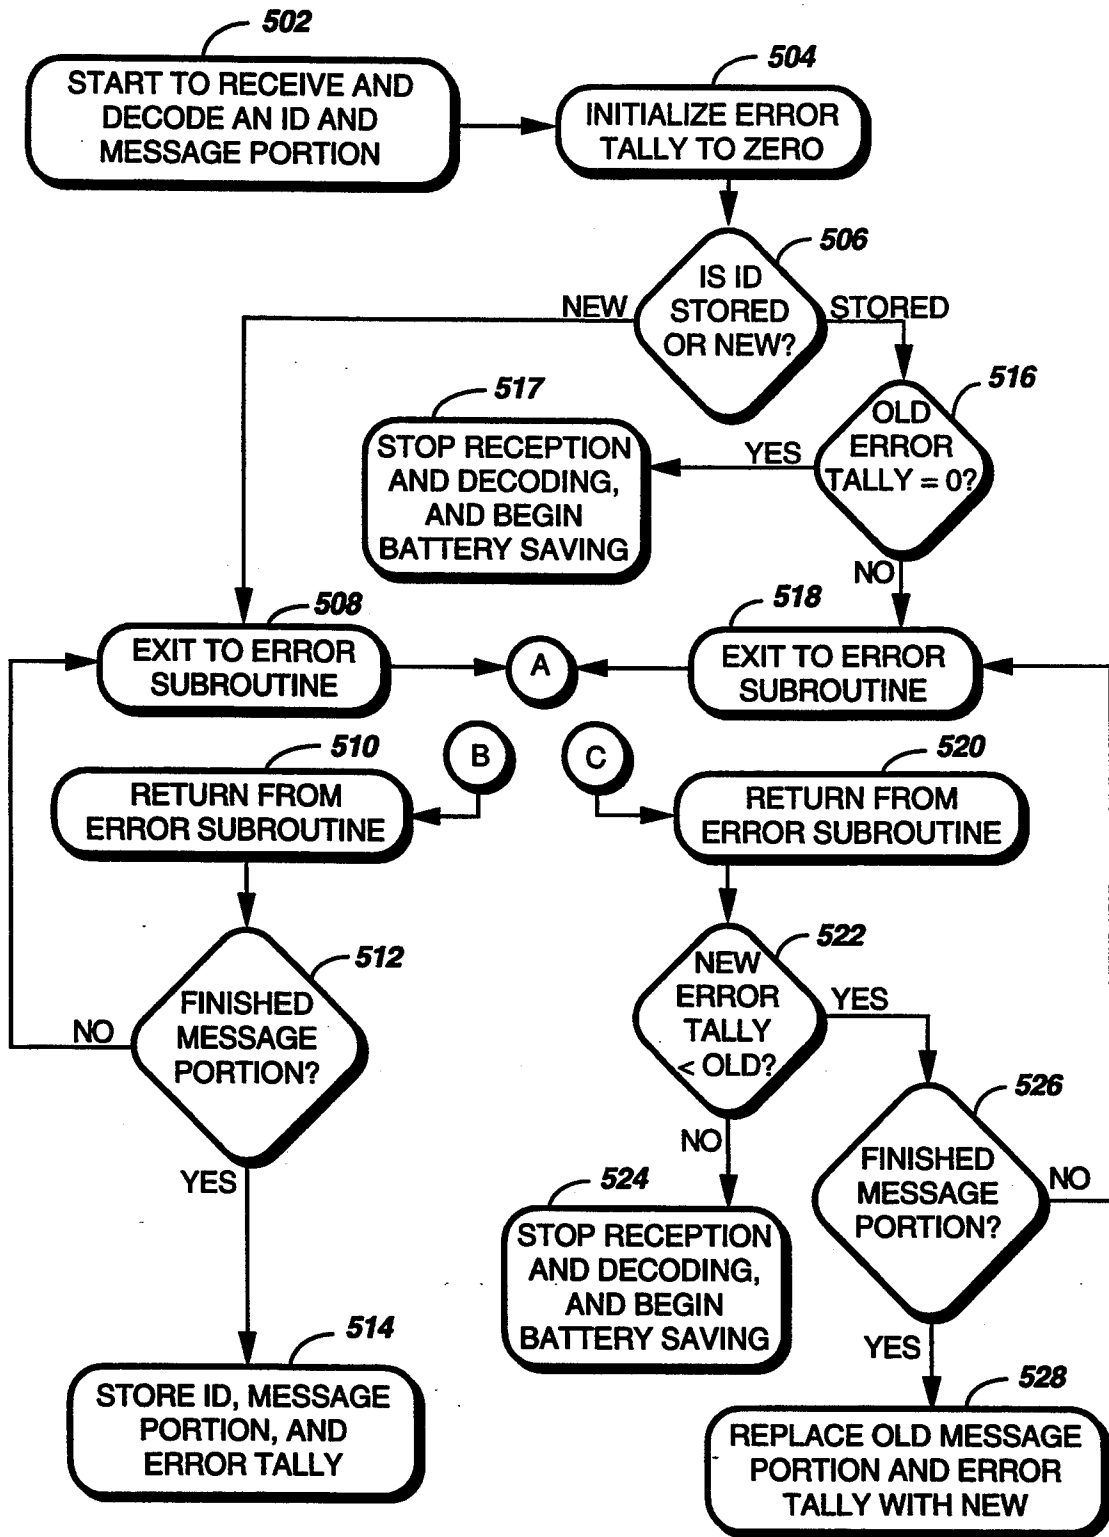 502
START TO RECEIVE AND
DECODE AN ID AND
MESSAGE PORTION
504
INITIALIZE ERROR
TALLY TO ZERO
506
IS ID
STORED
OR NEW?
NEW
STORED
516
OLD
ERROR
TALLY = 0?
YES
NO
517
STOP RECEPTION
AND DECODING,
AND BEGIN
BATTERY SAVING
508
EXIT TO ERROR
SUBROUTINE
A
518
EXIT TO ERROR
SUBROUTINE
510
RETURN FROM
ERROR SUBROUTINE
B
C
520
RETURN FROM
ERROR SUBROUTINE
512
FINISHED
MESSAGE
PORTION?
NO
YES
522
NEW
ERROR
TALLY
< OLD?
YES
NO
524
STOP RECEPTION
AND DECODING,
AND BEGIN
BATTERY SAVING
526
FINISHED
MESSAGE
PORTION?
NO
YES
514
STORE ID, MESSAGE
PORTION, AND
ERROR TALLY
528
REPLACE OLD MESSAGE
PORTION AND ERROR
TALLY WITH NEW